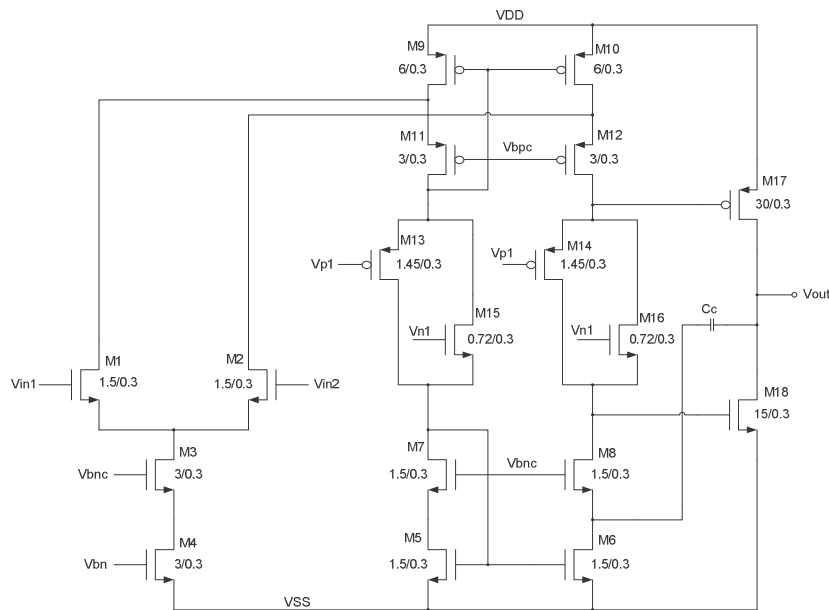 VDD
M9
6/0.3
M10
6/0.3
M11
3/0.3
Vbpc
M12
3/0.3
M17
30/0.3
Vp1
M13
1.45/0.3
Vp1
M14
1.45/0.3
Vout
M15
0.72/0.3
Vn1
Vn1
M16
0.72/0.3
Cc
Vin1
M1
1.5/0.3
M2
1.5/0.3
Vin2
M18
15/0.3
Vbnc
M3
3/0.3
M7
1.5/0.3
Vbnc
M8
1.5/0.3
Vbn
M4
3/0.3
M5
1.5/0.3
M6
1.5/0.3
VSS